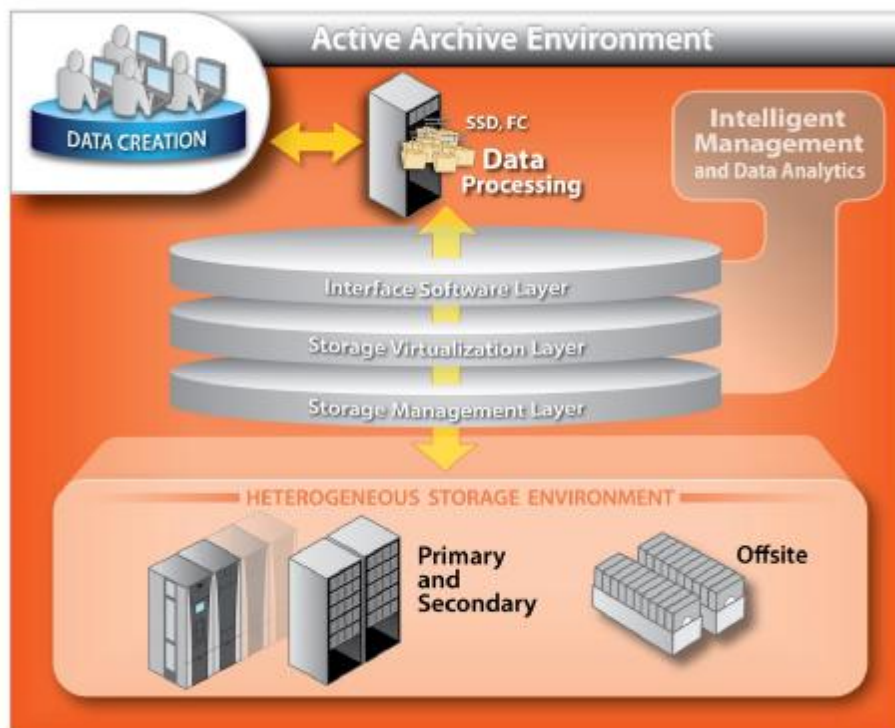 Active Archive Environment
DATA CREATION
SSD, FC
Data
Processing
Intelligent
Management
and Data Analytics
Interface Software Layer
Storage Virtualization Layer
Storage Management Layer
HETEROGENEOUS STORAGE ENVIRONMENT
Primary
and
Secondary
Offsite